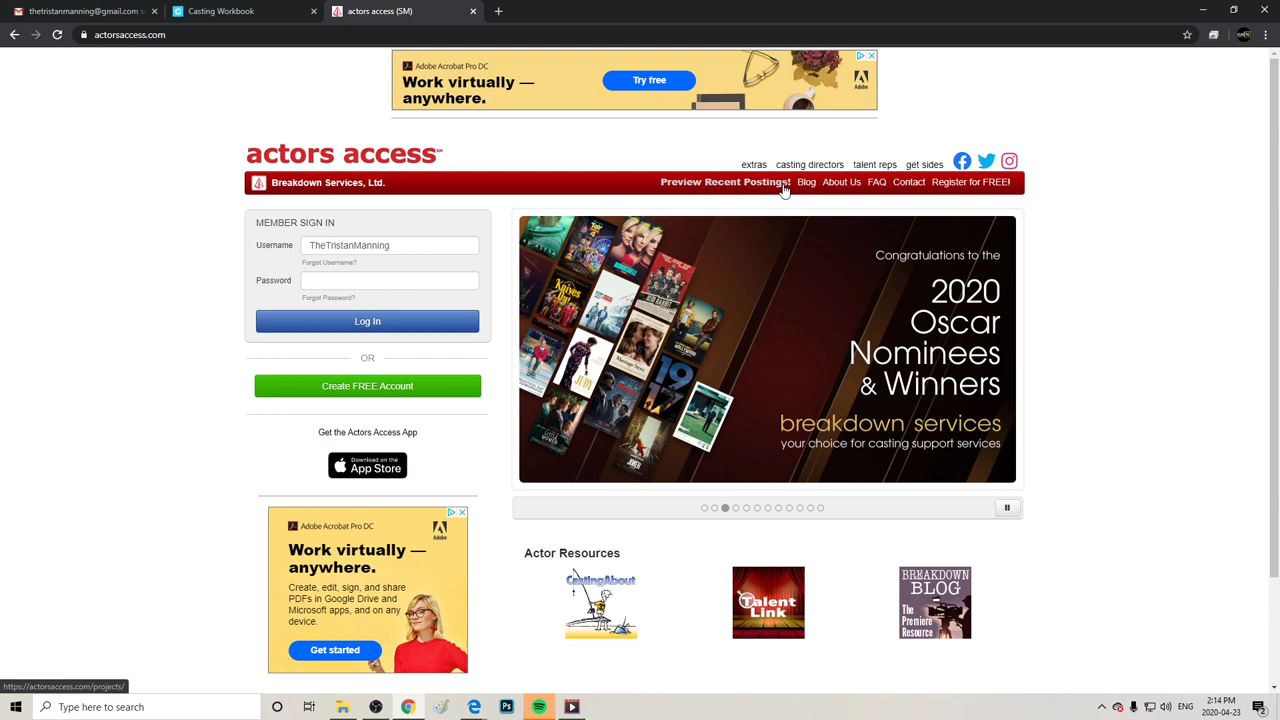 thetristanmanning@gmail.com su
Casting Workbook
actors access (SM)
actorsaccess.com
Adobe Acrobat Pro DC
Work virtually —
anywhere.
Try free
actors access SM
extras casting directors talent reps get sides
Breakdown Services, Ltd.
Preview Recent Postings! Blog About Us FAQ Contact Register for FREE!
MEMBER SIGN IN
Username TheTristanManning
Forgot Username?
Password
Forgot Password?
Log In
OR
Create FREE Account
Get the Actors Access App
Download on the
App Store
Congratulations to the
2020
Oscar
Nominees
& Winners
breakdown services
your choice for casting support services
Adobe Acrobat Pro DC
Work virtually —
anywhere.
Create, edit, sign, and share
PDFs in Google Drive and
Microsoft apps, and on any
device.
Get started
Actor Resources
CastingAbout
Talent
Link
BREAKDOWN
BLOG
The
Premiere
Resource
https://actorsaccess.com/projects/
Type here to search
ENG
2:14 PM
2020-04-23
2